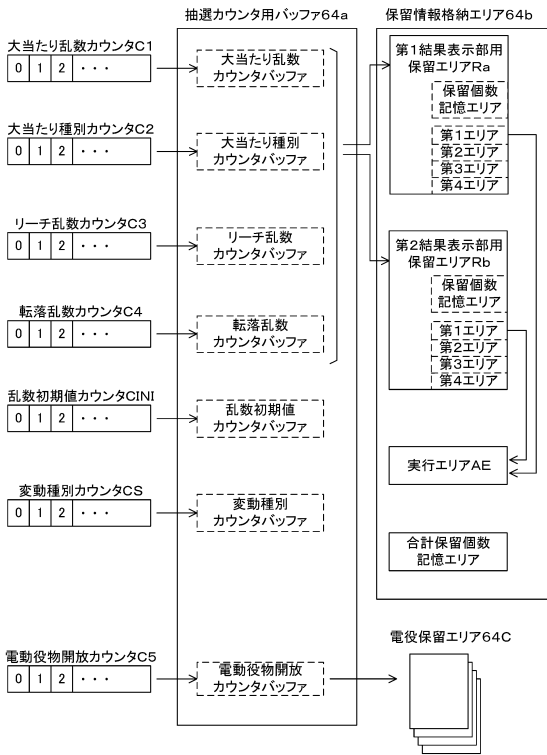 抽選カウンタ用バッファ64a
保留情報格納エリア64b
大当たり乱数カウンタC1
0 1 2 ・・・
大当たり乱数
カウンタバッファ
大当たり種別カウンタC2
0 1 2 ・・・
大当たり種別
カウンタバッファ
リーチ乱数カウンタC3
0 1 2 ・・・
リーチ乱数
カウンタバッファ
転落乱数カウンタC4
0 1 2 ・・・
転落乱数
カウンタバッファ
乱数初期値カウンタCINI
0 1 2 ・・・
乱数初期値
カウンタバッファ
変動種別カウンタCS
0 1 2 ・・・
変動種別
カウンタバッファ
電動役物開放カウンタC5
0 1 2 ・・・
電動役物開放
カウンタバッファ
第1結果表示部用
保留エリアRa
保留個数
記憶エリア
第1エリア
第2エリア
第3エリア
第4エリア
第2結果表示部用
保留エリアRb
保留個数
記憶エリア
第1エリア
第2エリア
第3エリア
第4エリア
実行エリアAE
合計保留個数
記憶エリア
電役保留エリア64C